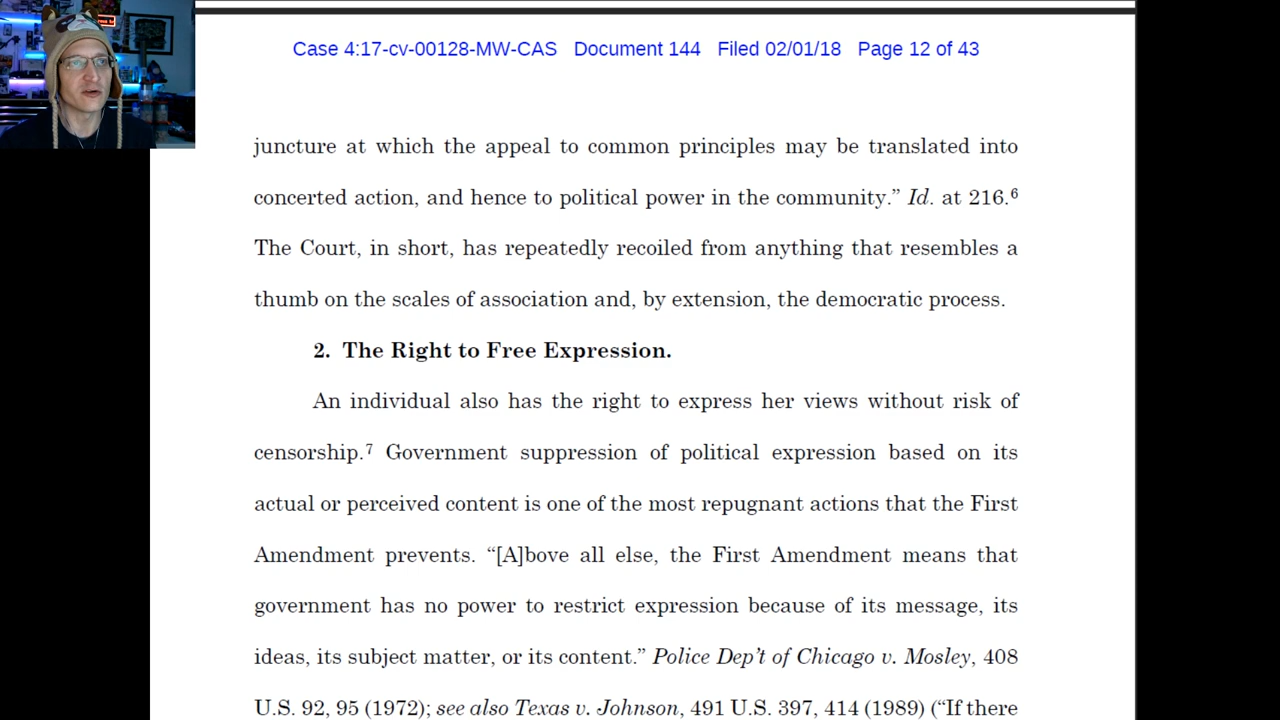 Case 4:17-cv-00128-MW-CAS Document 144 Filed 02/01/18 Page 12 of 43
juncture at which the appeal to common principles may be translated into
concerted action, and hence to political power in the community.” Id. at 216.⁶
The Court, in short, has repeatedly recoiled from anything that resembles a
thumb on the scales of association and, by extension, the democratic process.
2. The Right to Free Expression.
An individual also has the right to express her views without risk of
censorship.⁷ Government suppression of political expression based on its
actual or perceived content is one of the most repugnant actions that the First
Amendment prevents. “[A]bove all else, the First Amendment means that
government has no power to restrict expression because of its message, its
ideas, its subject matter, or its content.” Police Dep’t of Chicago v. Mosley, 408
U.S. 92, 95 (1972); see also Texas v. Johnson, 491 U.S. 397, 414 (1989) (“If there